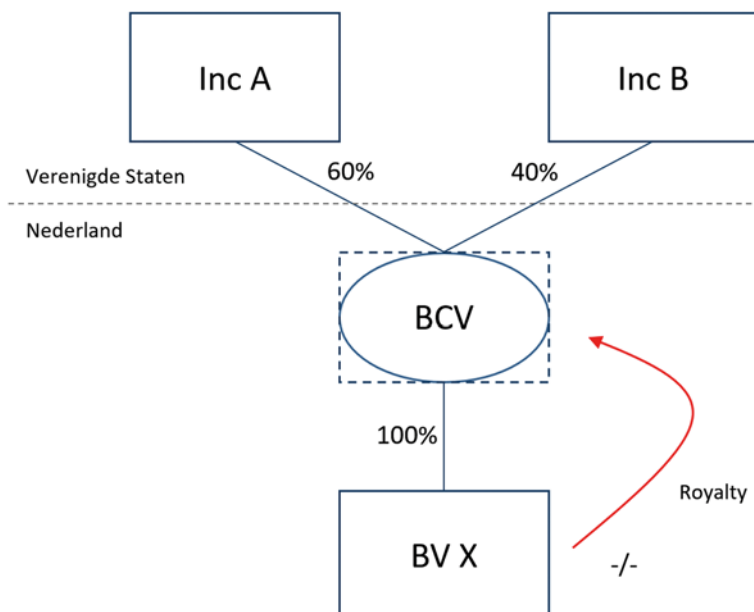 Inc A
Inc B
60%
40%
Verenigde Staten
Nederland
BCV
100%
Royalty
BV X
-/-